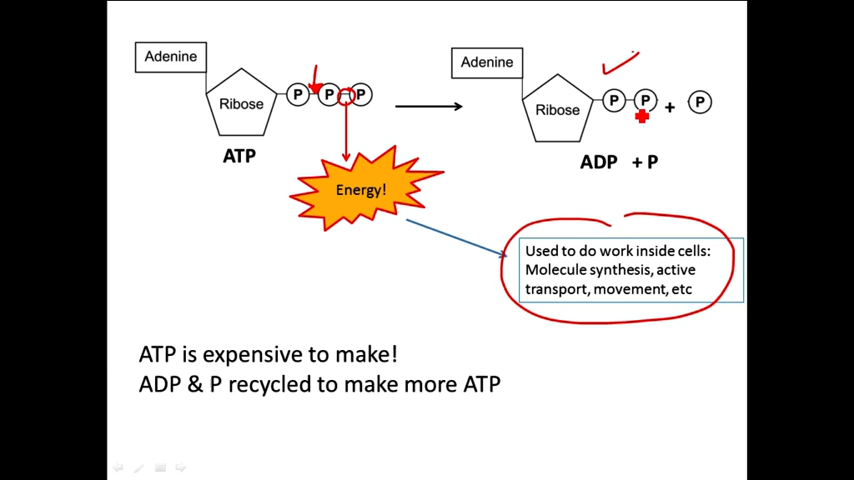 Adenine
Ribose
P P P
ATP
Adenine
Ribose
P P + P
ADP + P
Energy!
Used to do work inside cells:
Molecule synthesis, active
transport, movement, etc
ATP is expensive to make!
ADP & P recycled to make more ATP